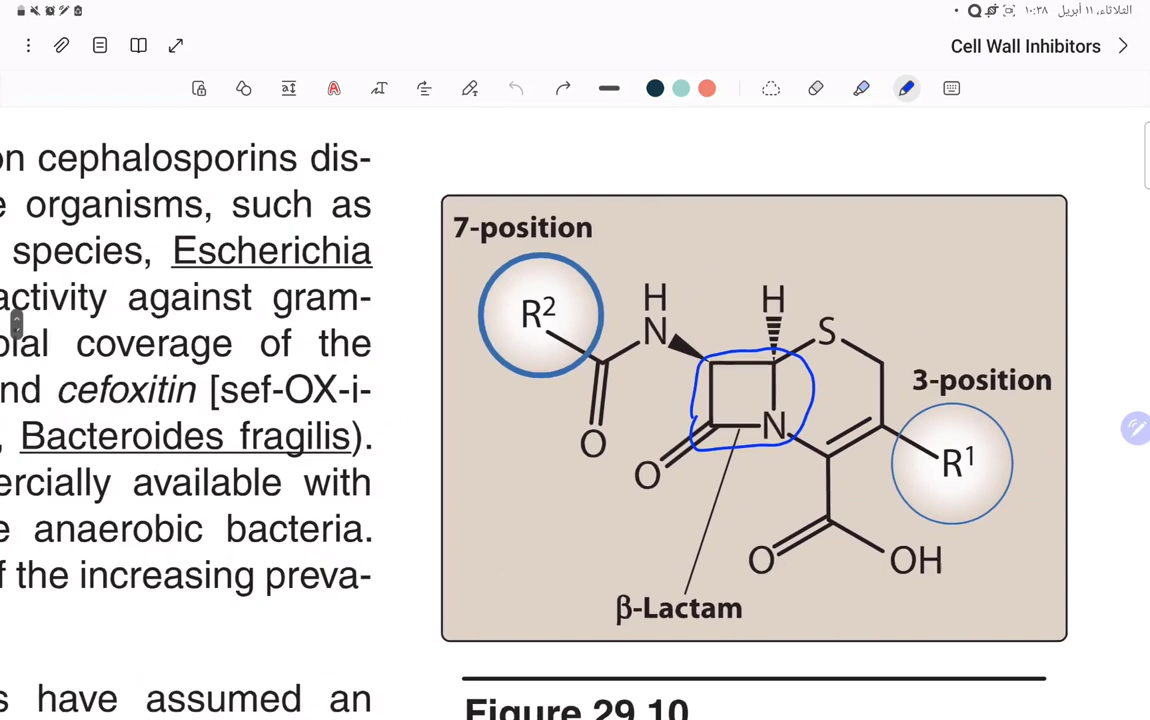 الثلاثاء، ١١ أبريل ١٠:٣٨
Cell Wall Inhibitors
on cephalosporins dis-
e organisms, such as
species, Escherichia
activity against gram-
bial coverage of the
nd cefoxitin [sef-OX-i-
, Bacteroides fragilis).
ercially available with
e anaerobic bacteria.
f the increasing preva-
s have assumed an
7-position
R²
H
N
H
S
3-position
O
N
R¹
O
O
OH
β-Lactam
Figure 29.10